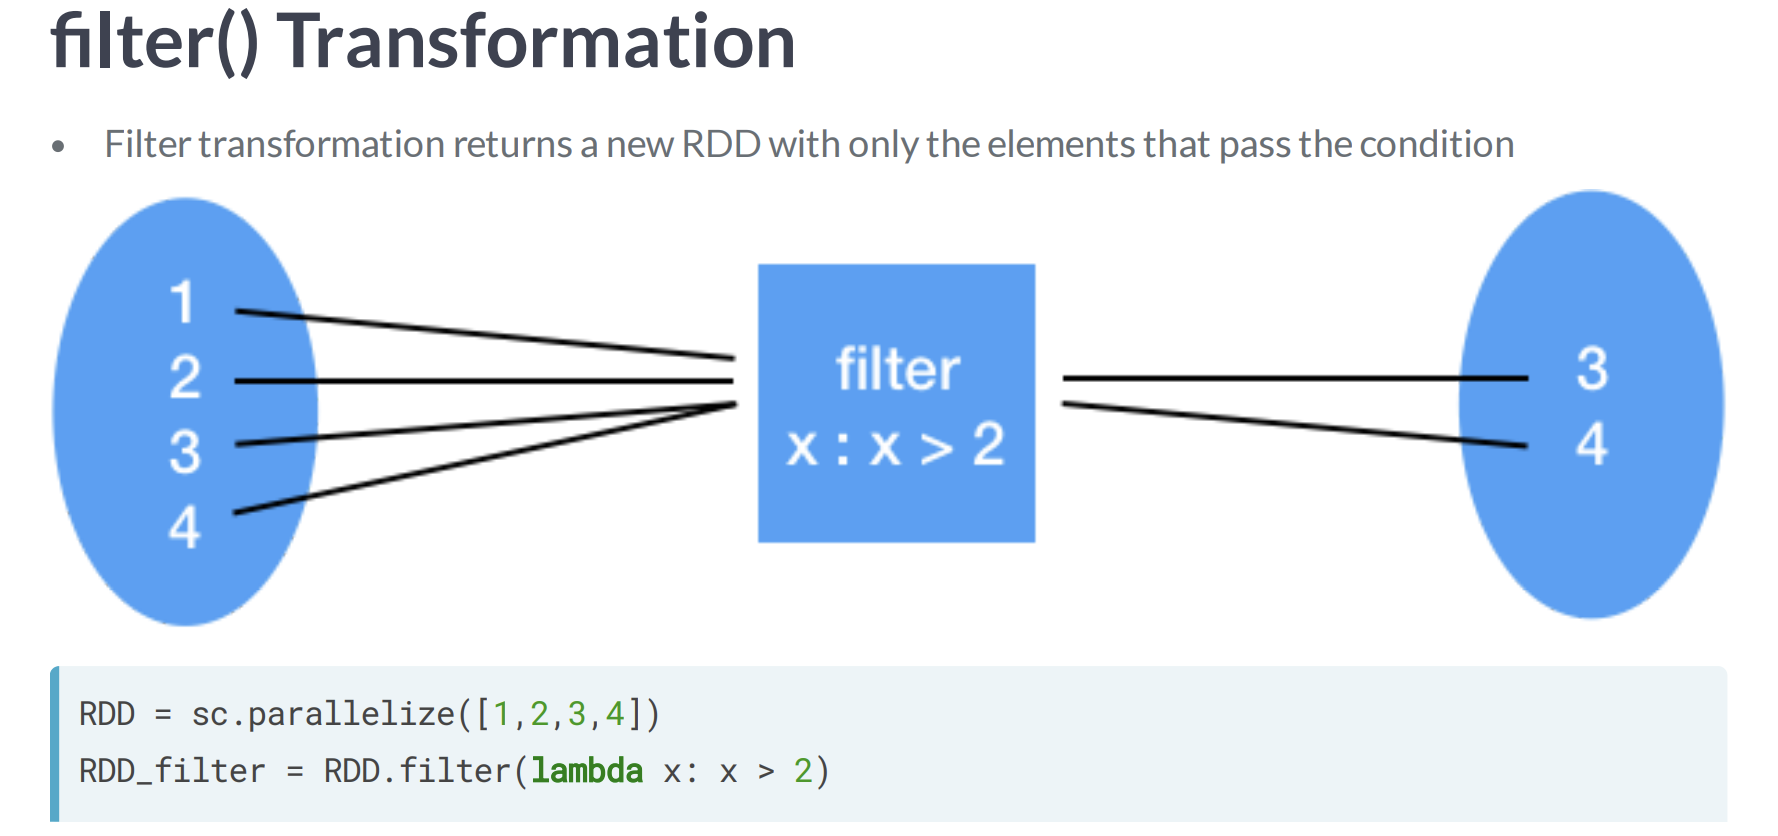 filter() Transformation
• Filter transformation returns a new RDD with only the elements that pass the condition
1
2
3
4
filter
x : x > 2
3
4
RDD = sc.parallelize([1,2,3,4])
RDD_filter = RDD.filter(lambda x: x > 2)